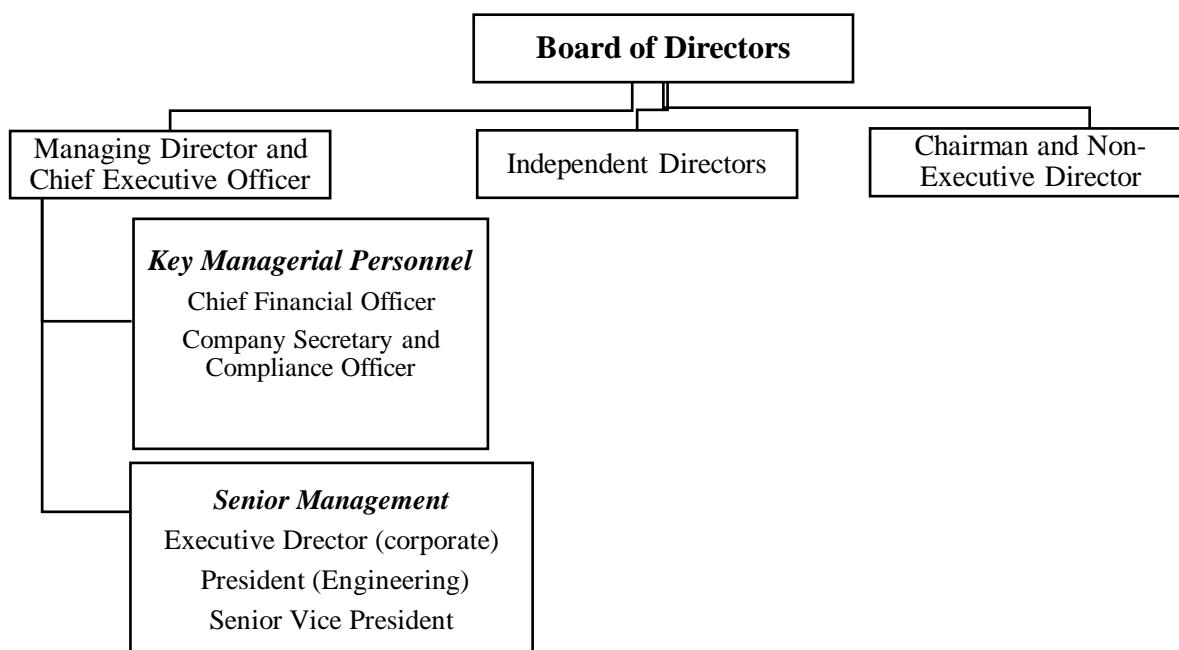 Board of Directors
Managing Director and
Chief Executive Officer
Independent Directors
Chairman and Non-
Executive Director
Key Managerial Personnel
Chief Financial Officer
Company Secretary and
Compliance Officer
Senior Management
Executive Drector (corporate)
President (Engineering)
Senior Vice President